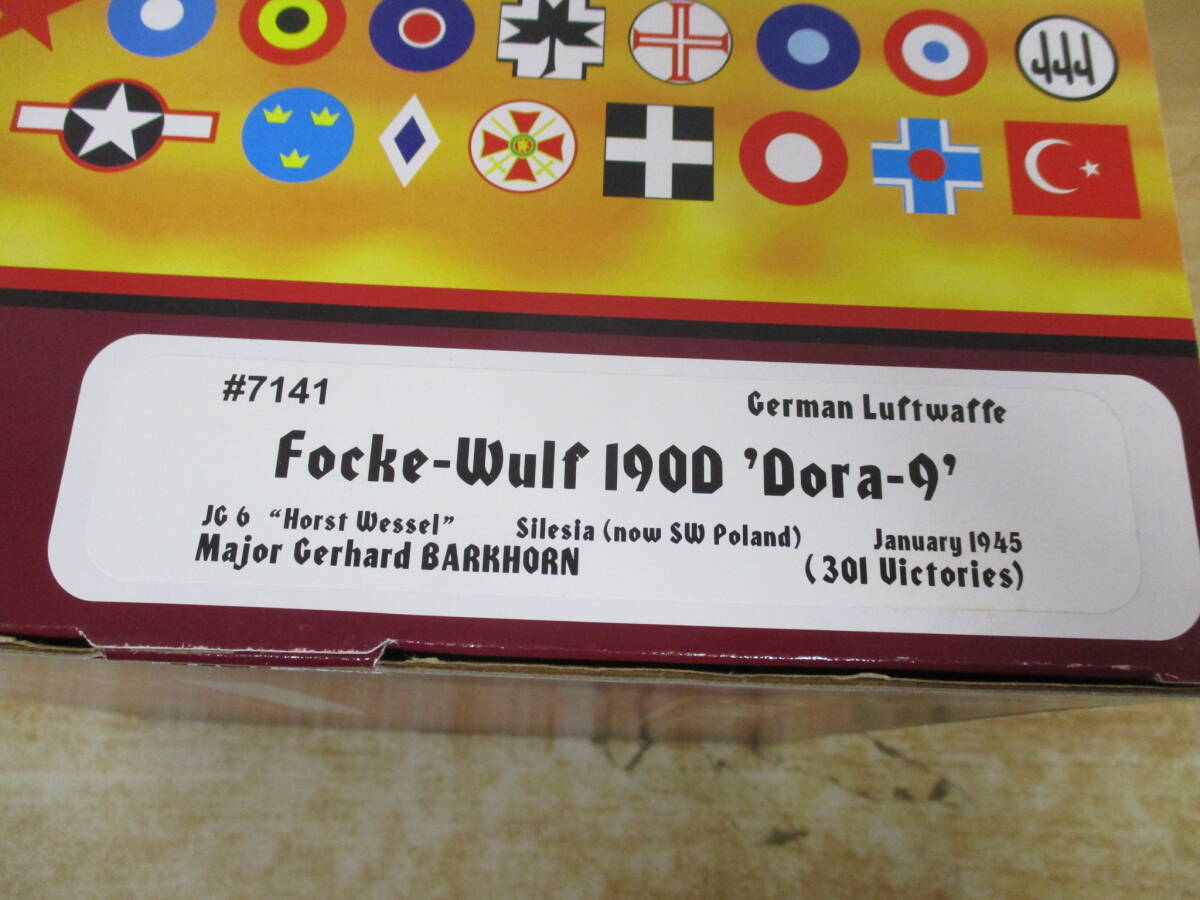 #7141
German Luftwaffe
Focke-Wulf 190D 'Dora-9'
JG 6 "Horst Wessel" Silesia (now SW Poland) January 1945
Major Gerhard BARKHORN (301 Victories)